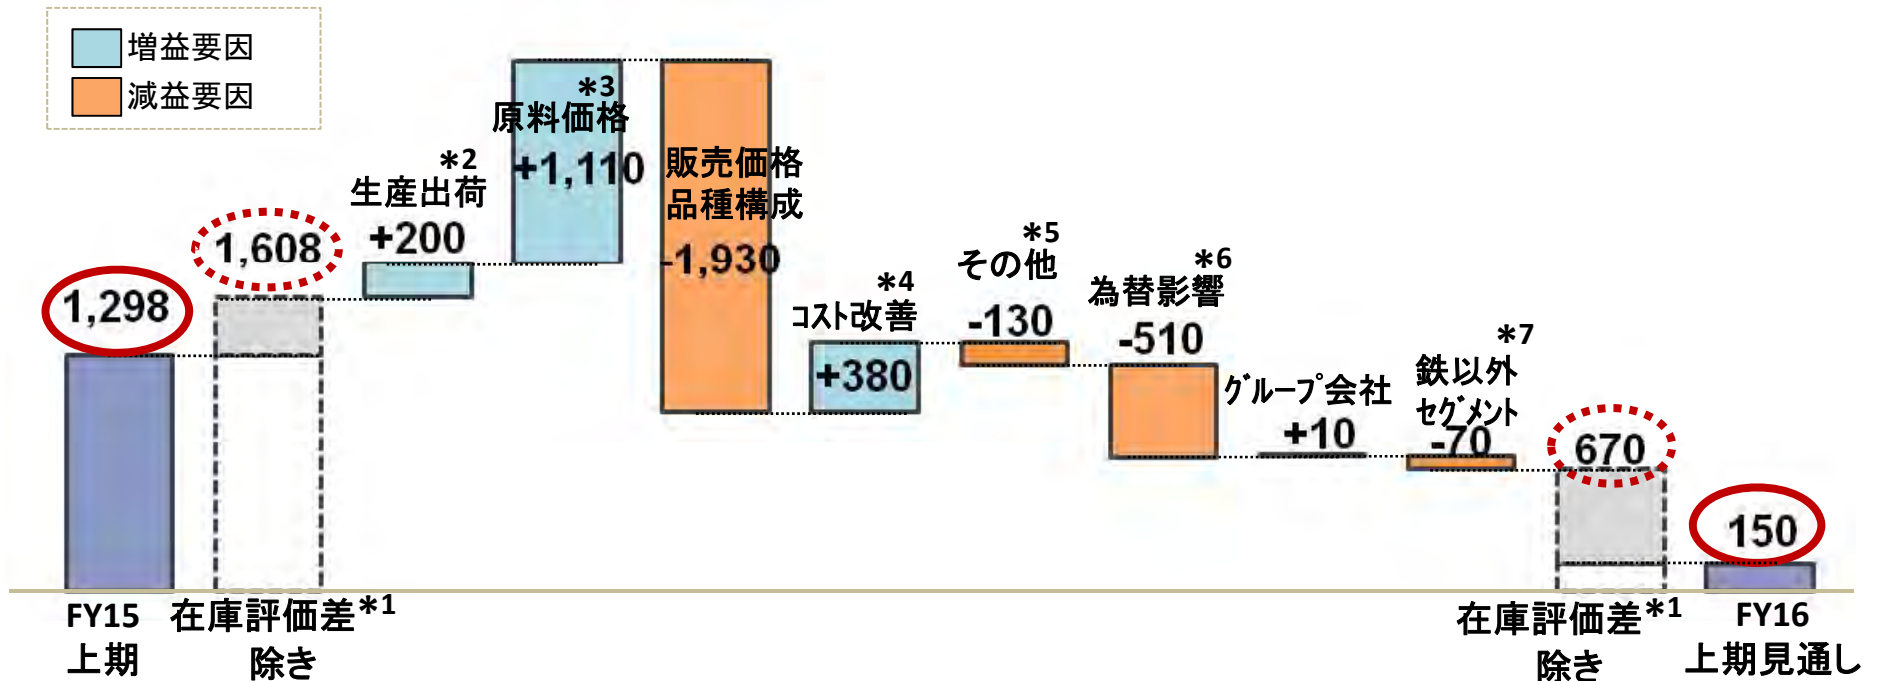 増益要因
減益要因
1,298
1,608
*2
生産出荷
+200
*3
原料価格
+1,110
販売価格
品種構成
-1,930
*4
ｺｽﾄ改善
+380
*5
その他
-130
*6
為替影響
-510
ｸﾞﾙｰﾌﾟ会社
+10
*7
鉄以外
ｾｸﾞﾒﾝﾄ
-70
670
150
FY15
上期
在庫評価差*1
除き
在庫評価差*1
除き
FY16
上期見通し